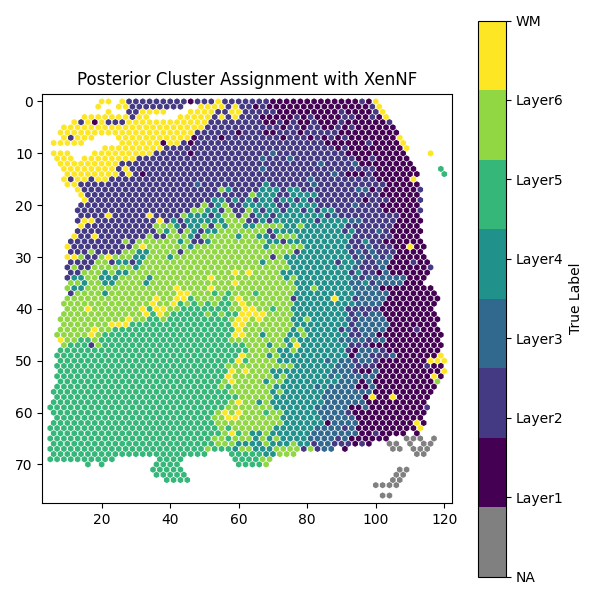 Posterior Cluster Assignment with XenNF
0
10
20
30
40
50
60
70
20
40
60
80
100
120
WM
Layer6
Layer5
Layer4
Layer3
Layer2
Layer1
NA
True Label